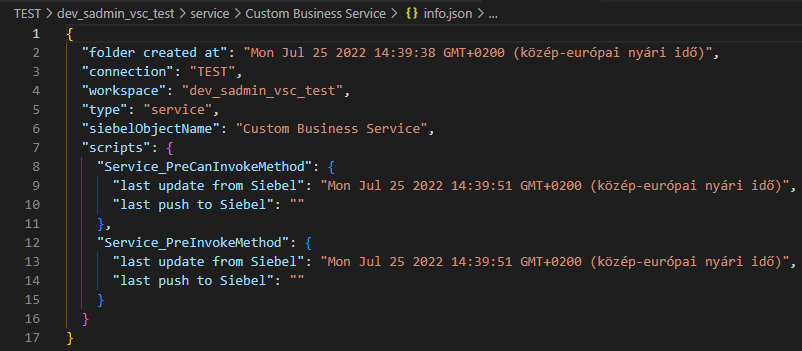 TEST > dev_sadmin_vsc_test > service > Custom Business Service > {} info.json > ...
1 {
2 "folder created at": "Mon Jul 25 2022 14:39:38 GMT+0200 (közép-európai nyári idő)",
3 "connection": "TEST",
4 "workspace": "dev_sadmin_vsc_test",
5 "type": "service",
6 "siebelObjectName": "Custom Business Service",
7 "scripts": {
8 "Service_PreCanInvokeMethod": {
9 "last update from Siebel": "Mon Jul 25 2022 14:39:51 GMT+0200 (közép-európai nyári idő)",
10 "last push to Siebel": ""
11 },
12 "Service_PreInvokeMethod": {
13 "last update from Siebel": "Mon Jul 25 2022 14:39:51 GMT+0200 (közép-európai nyári idő)",
14 "last push to Siebel": ""
15 }
16 }
17 }